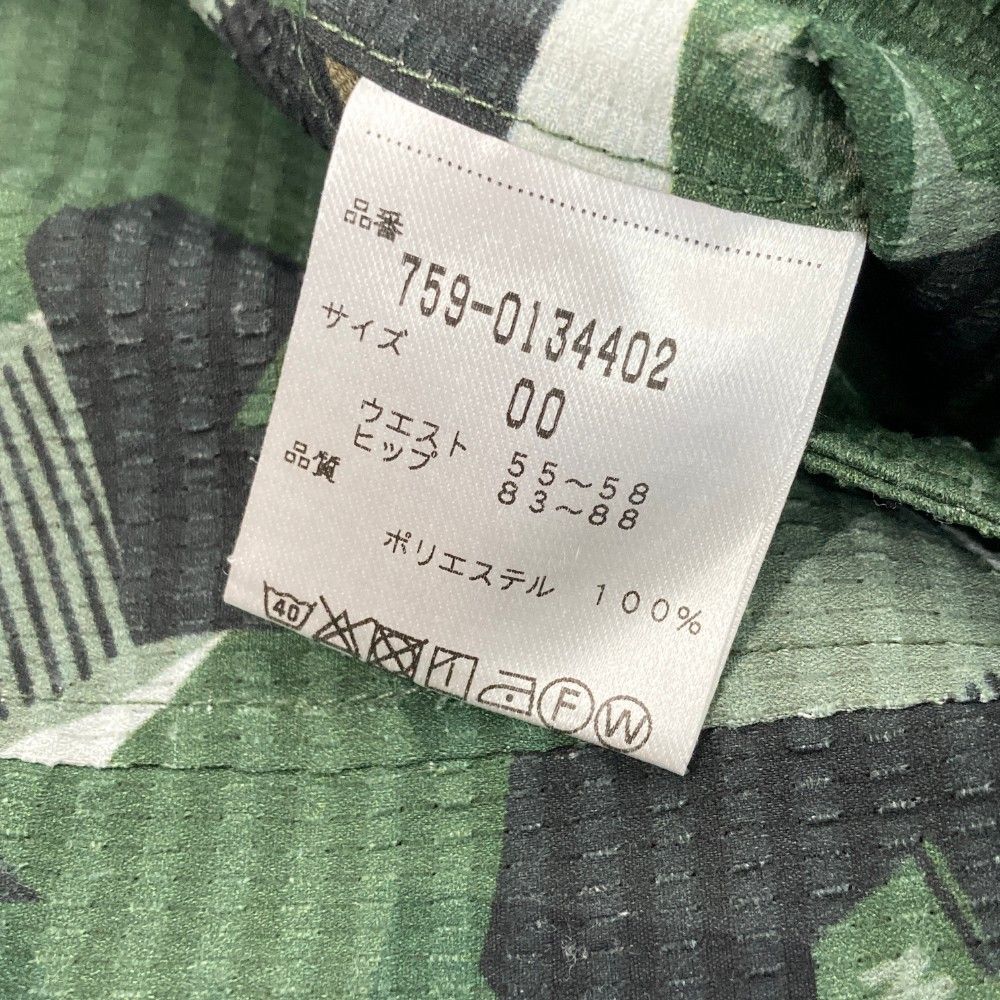 品番
759-0134402
サイズ
00
ウエスト 55～58
ヒップ 83～88
品質
ポリエステル 100%
40 F W